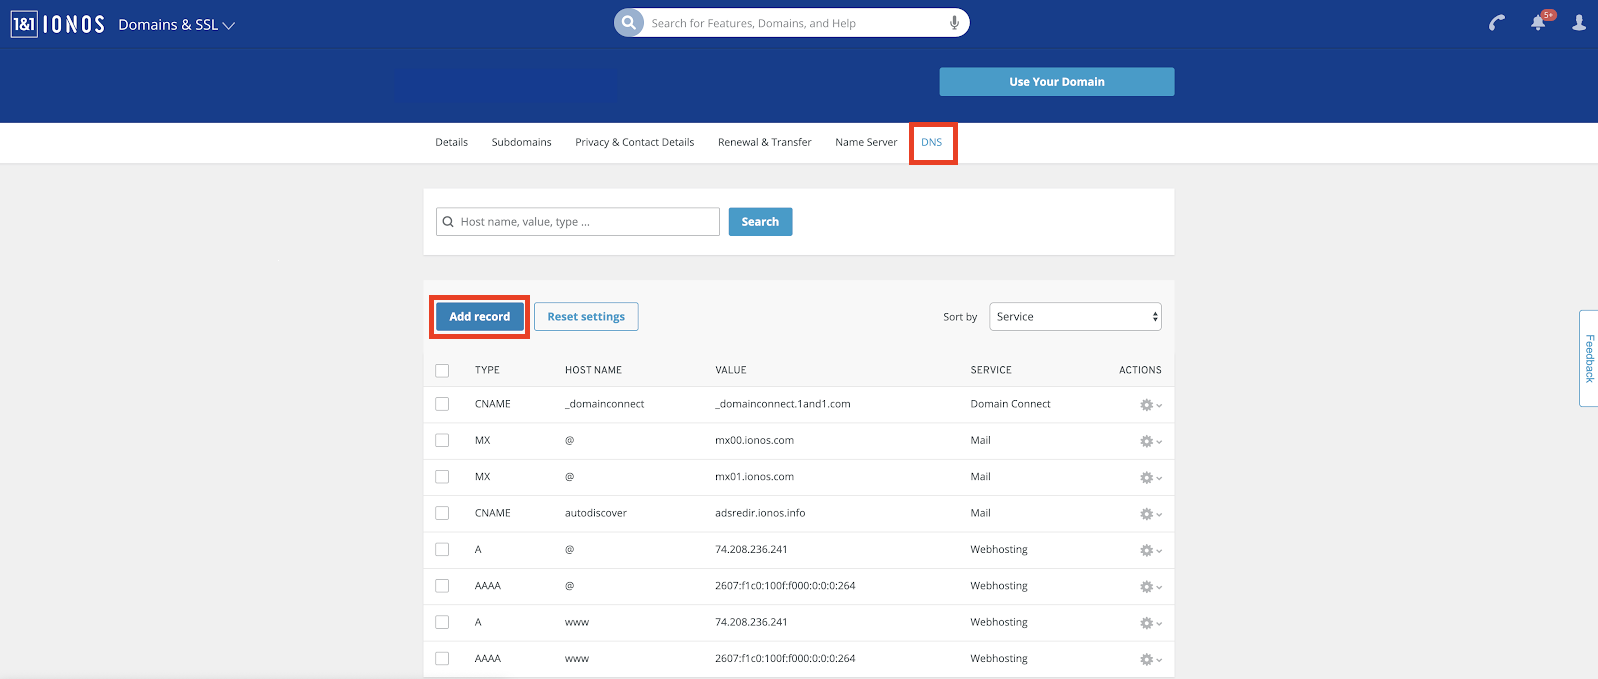 1&1 IONOS Domains & SSL Search for Features, Domains, and Help 5+
Use Your Domain
Details Subdomains Privacy & Contact Details Renewal & Transfer Name Server DNS
Host name, value, type ... Search
Add record Reset settings Sort by Service
TYPE HOST NAME VALUE SERVICE ACTIONS
CNAME _domainconnect _domainconnect.1and1.com Domain Connect
MX @ mx00.ionos.com Mail
MX @ mx01.ionos.com Mail
CNAME autodiscover adsredir.ionos.info Mail
A @ 74.208.236.241 Webhosting
AAAA @ 2607:f1c0:100f:f000:0:0:0:264 Webhosting
A www 74.208.236.241 Webhosting
AAAA www 2607:f1c0:100f:f000:0:0:0:264 Webhosting
Feedback